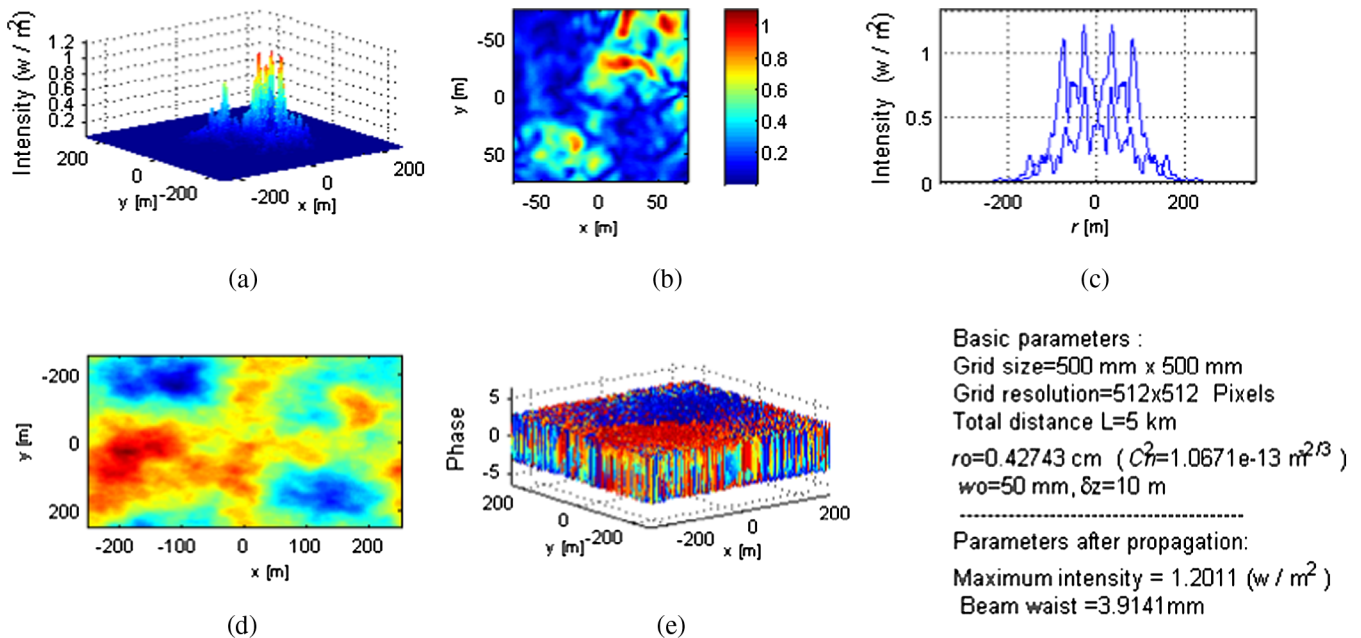 Intensity (w / m²)
1.2
1.0
0.8
0.6
0.4
0.2
200
0
-200
y [m]
-200
0
200
x [m]
(a)
-50
0
50
y [m]
-50
0
50
x [m]
1
0.8
0.6
0.4
0.2
(b)
Intensity (w / m²)
1
0.5
0
-200
0
200
r [m]
(c)
-200
0
200
y [m]
-200
-100
0
100
200
x [m]
(d)
Phase
5
0
-5
200
0
-200
y [m]
-200
0
200
x [m]
(e)
Basic parameters :
Grid size=500 mm x 500 mm
Grid resolution=512x512 Pixels
Total distance L=5 km
ro=0.42743 cm ( Cn²=1.0671e-13 m^-2/3 )
wo=50 mm, δz=10 m
------------------------------------
Parameters after propagation:
Maximum intensity = 1.2011 (w / m² )
Beam waist =3.9141mm